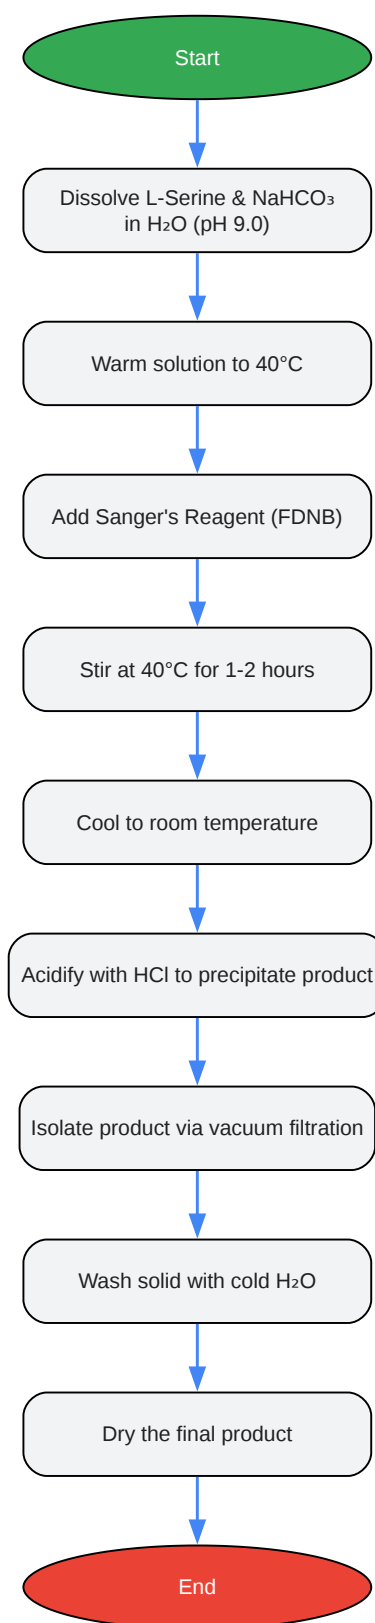 Start
Dissolve L-Serine & NaHCO₃
in H₂O (pH 9.0)
Warm solution to 40°C
Add Sanger's Reagent (FDNB)
Stir at 40°C for 1-2 hours
Cool to room temperature
Acidify with HCl to precipitate product
Isolate product via vacuum filtration
Wash solid with cold H₂O
Dry the final product
End